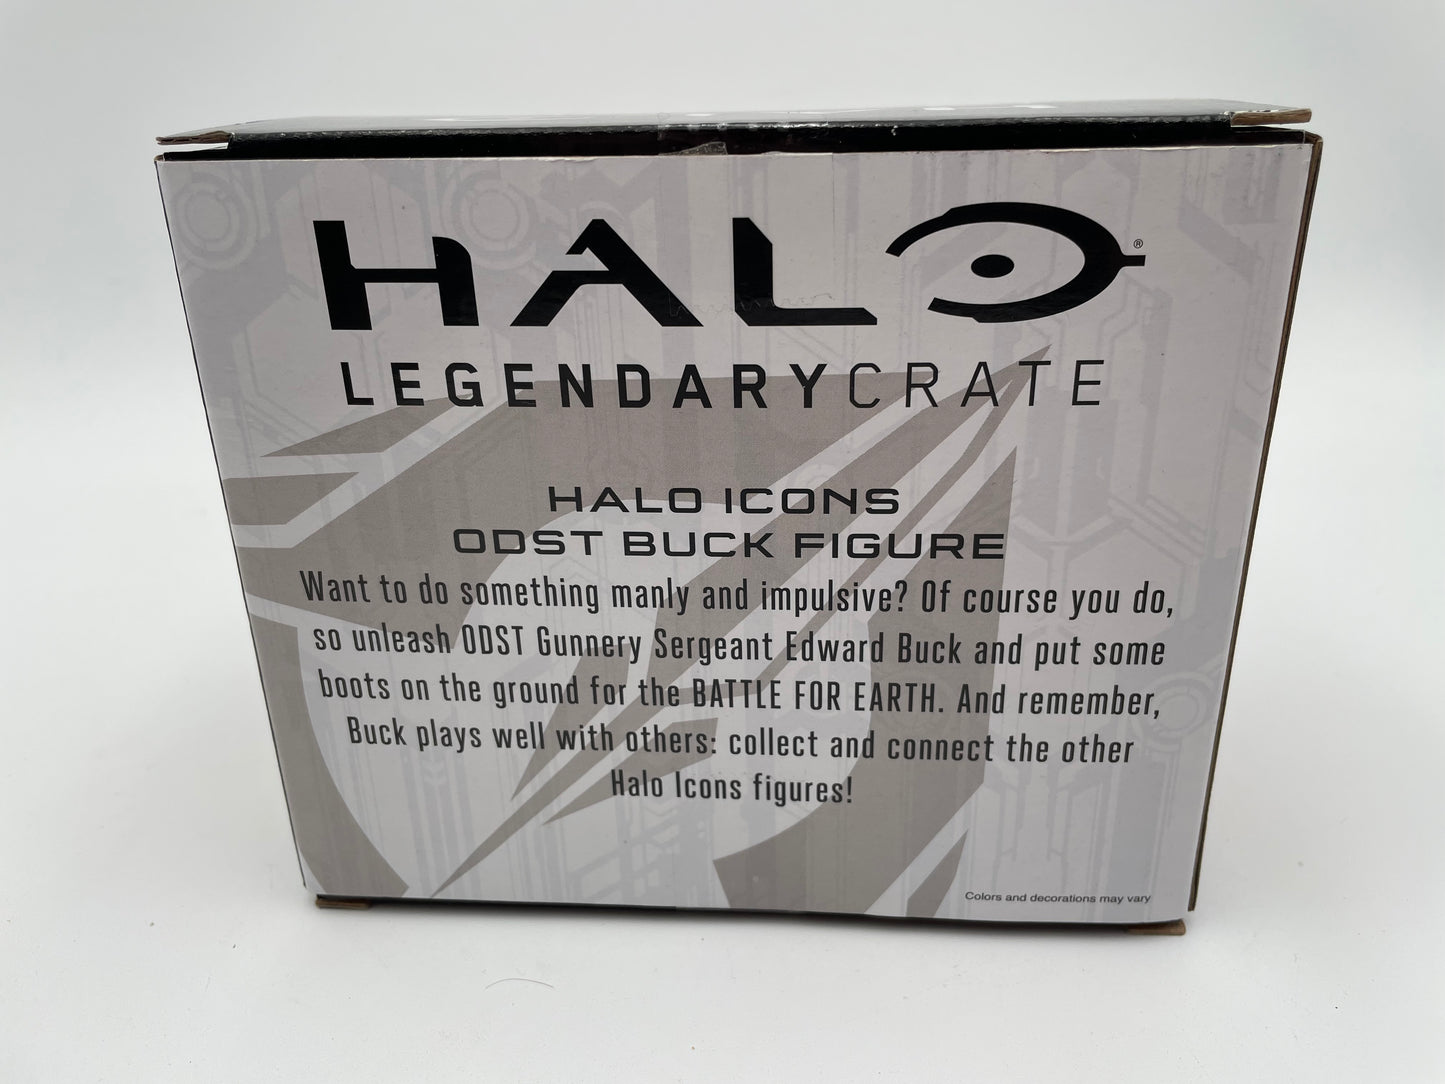 HALO®
LEGENDARYCRATE
HALO ICONS
ODST BUCK FIGURE
Want to do something manly and impulsive? Of course you do,
so unleash ODST Gunnery Sergeant Edward Buck and put some
boots on the ground for the BATTLE FOR EARTH. And remember,
Buck plays well with others: collect and connect the other
Halo Icons figures!
Colors and decorations may vary